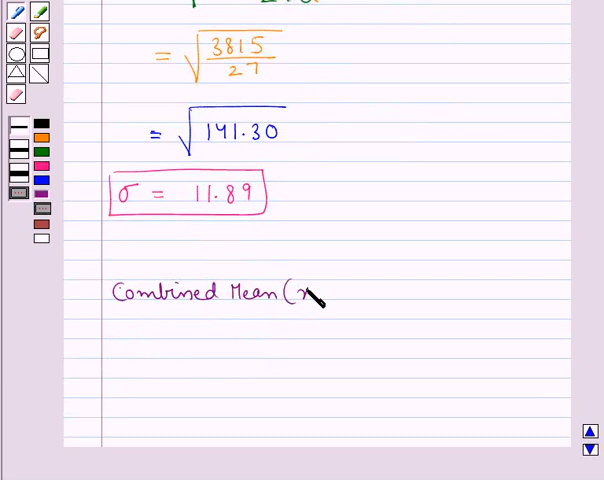 = √3815/27
= √141.30
σ = 11.89
Combined Mean (x